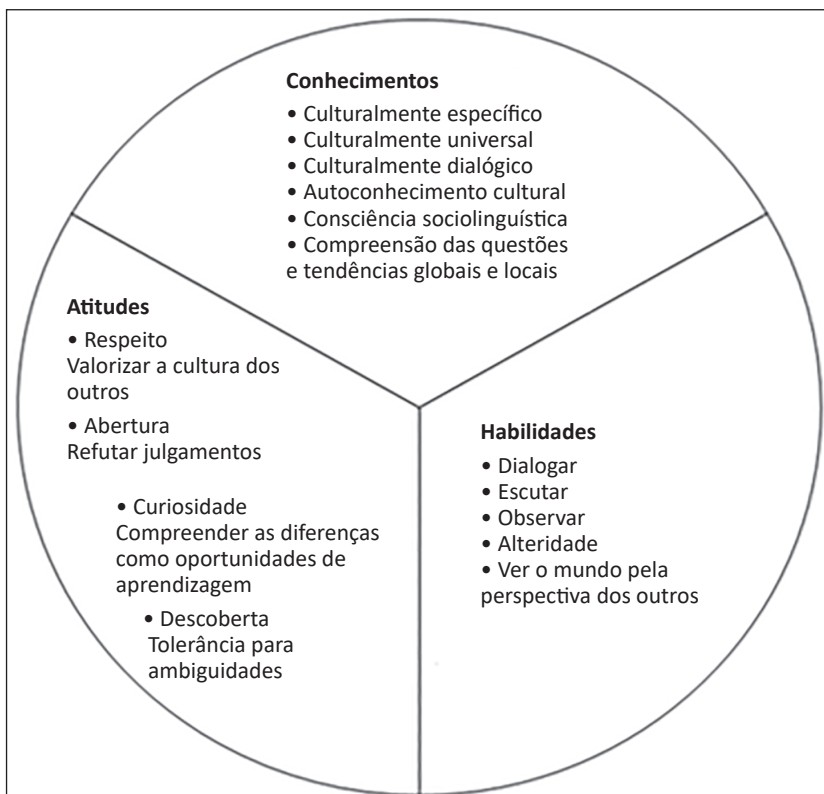 Conhecimentos
• Culturalmente específico
• Culturalmente universal
• Culturalmente dialógico
• Autoconhecimento cultural
• Consciência sociolinguística
• Compreensão das questões
e tendências globais e locais
Atitudes
• Respeito
Valorizar a cultura dos
outros
• Abertura
Refutar julgamentos
• Curiosidade
Compreender as diferenças
como oportunidades de
aprendizagem
• Descoberta
Tolerância para
ambiguidades
Habilidades
• Dialogar
• Escutar
• Observar
• Alteridade
• Ver o mundo pela
perspectiva dos outros